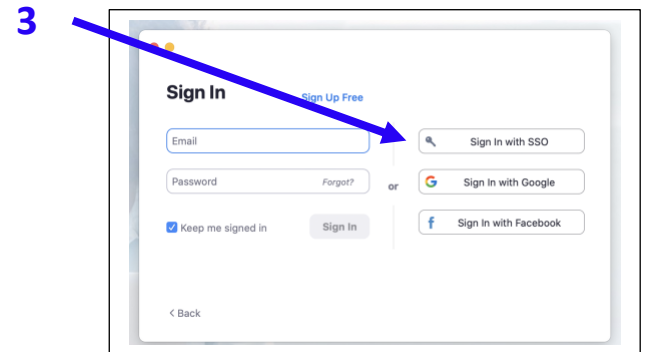 3
Sign In
Sign Up Free
Email
Password Forgot?
Keep me signed in Sign In
or
Sign In with SSO
Sign In with Google
Sign In with Facebook
< Back